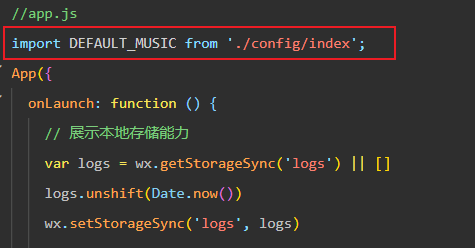 //app.js
import DEFAULT_MUSIC from './config/index';
App({
onLaunch: function () {
// 展示本地存储能力
var logs = wx.getStorageSync('logs') || []
logs.unshift(Date.now())
wx.setStorageSync('logs', logs)